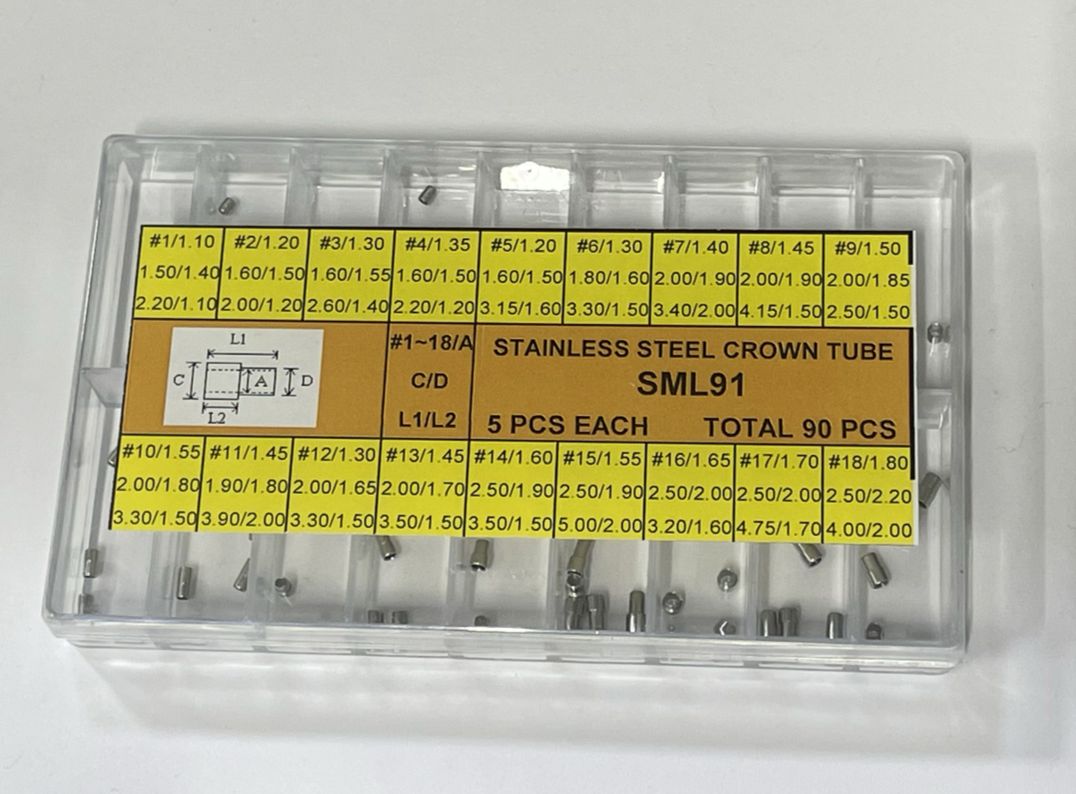 #1/1.10 #2/1.20 #3/1.30 #4/1.35 #5/1.20 #6/1.30 #7/1.40 #8/1.45 #9/1.50
1.50/1.40 1.60/1.50 1.60/1.55 1.60/1.50 1.60/1.50 1.80/1.60 2.00/1.90 2.00/1.90 2.00/1.85
2.20/1.10 2.00/1.20 2.60/1.40 2.20/1.20 3.15/1.60 3.30/1.50 3.40/2.00 4.15/1.50 2.50/1.50
L1
C A D
L2
#1~18/A
C/D
L1/L2
STAINLESS STEEL CROWN TUBE
SML91
5 PCS EACH TOTAL 90 PCS
#10/1.55 #11/1.45 #12/1.30 #13/1.45 #14/1.60 #15/1.55 #16/1.65 #17/1.70 #18/1.80
2.00/1.80 1.90/1.80 2.00/1.65 2.00/1.70 2.50/1.90 2.50/1.90 2.50/2.00 2.50/2.00 2.50/2.20
3.30/1.50 3.90/2.00 3.30/1.50 3.50/1.50 3.50/1.50 5.00/2.00 3.20/1.60 4.75/1.70 4.00/2.00